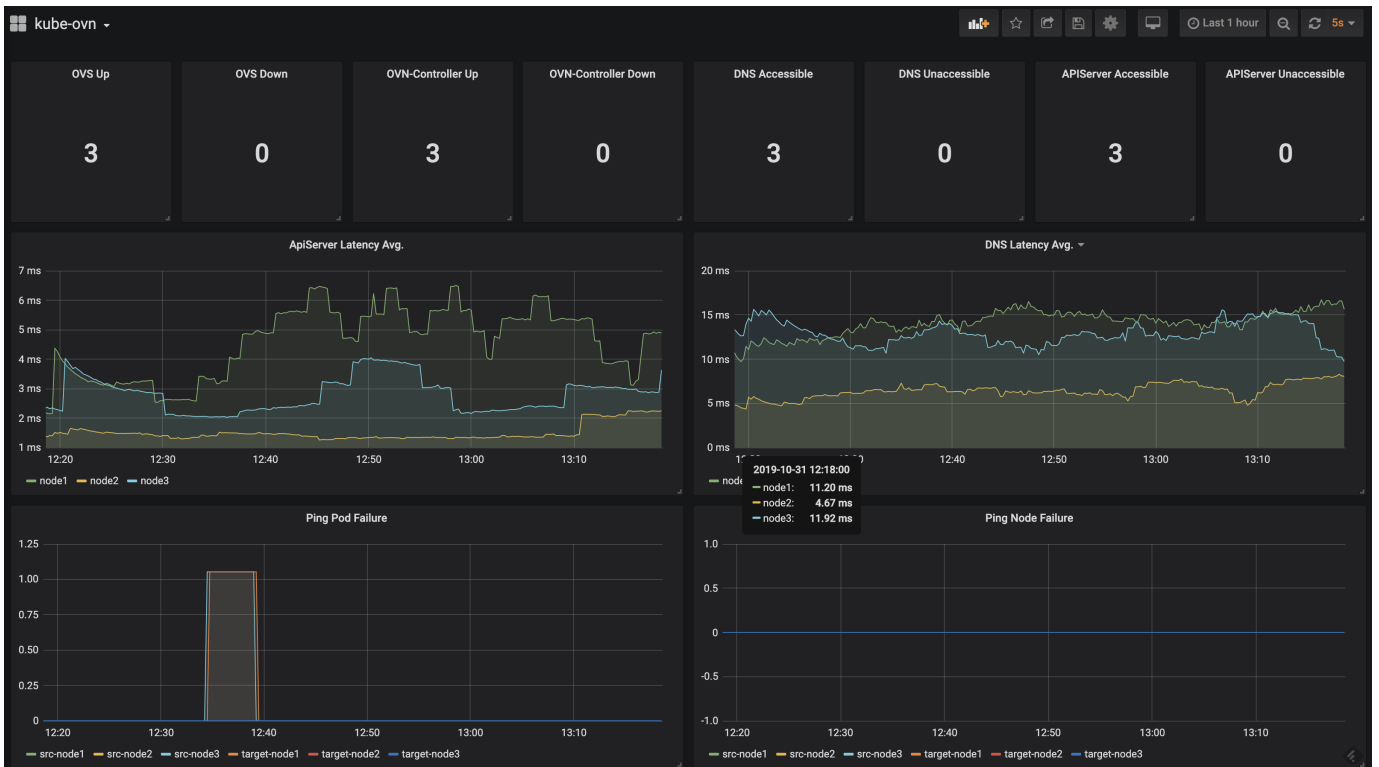 kube-ovn
Last 1 hour
5s
OVS Up
OVS Down
OVN-Controller Up
OVN-Controller Down
DNS Accessible
DNS Unaccessible
APIServer Accessible
APIServer Unaccessible
3
0
3
0
3
0
3
0
ApiServer Latency Avg.
7 ms
6 ms
5 ms
4 ms
3 ms
2 ms
1 ms
12:20 12:30 12:40 12:50 13:00 13:10
node1 node2 node3
DNS Latency Avg.
20 ms
15 ms
10 ms
5 ms
0 ms
12:40 12:50 13:00 13:10
2019-10-31 12:18:00
node1: 11.20 ms
node2: 4.67 ms
node3: 11.92 ms
Ping Pod Failure
1.25
1.00
0.75
0.50
0.25
0
12:20 12:30 12:40 12:50 13:00 13:10
src-node1 src-node2 src-node3 target-node1 target-node2 target-node3
Ping Node Failure
1.0
0.5
0
-0.5
-1.0
12:20 12:30 12:40 12:50 13:00 13:10
src-node1 src-node2 src-node3 target-node1 target-node2 target-node3